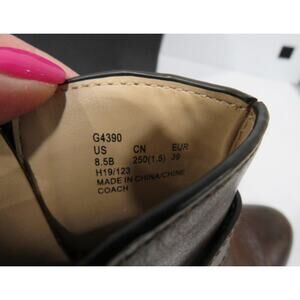 G4390
US CN EUR
8.5B 250(1.5) 39
H19/123
MADE IN CHINA/CHINE
COACH